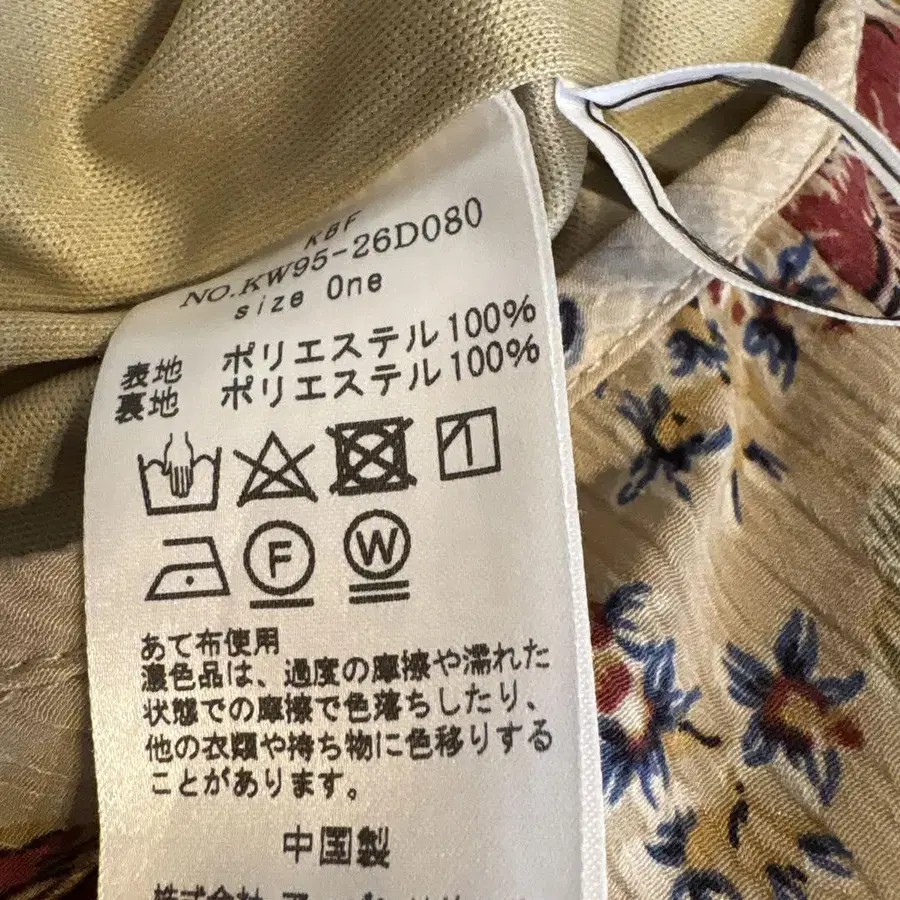 KBF
NO.KW95-26D080
size One
表地 ポリエステル100%
裏地 ポリエステル100%
F W
あて布使用
濃色品は、過度の摩擦や濡れた
状態での摩擦で色落ちしたり、
他の衣類や持ち物に色移りする
ことがあります。
中国製
株式会社